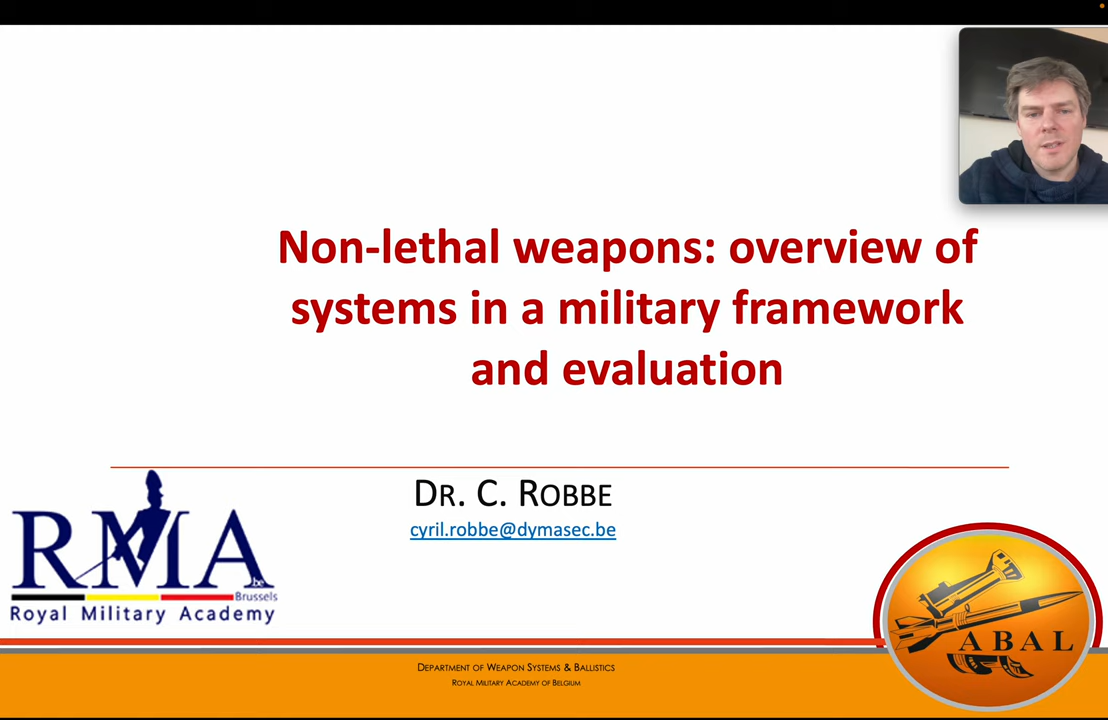 Non-lethal weapons: overview of
systems in a military framework
and evaluation
DR. C. ROBBE
cyril.robbe@dymasec.be
RMA
.be
Brussels
Royal Military Academy
ABAL
DEPARTMENT OF WEAPON SYSTEMS & BALLISTICS
ROYAL MILITARY ACADEMY OF BELGIUM